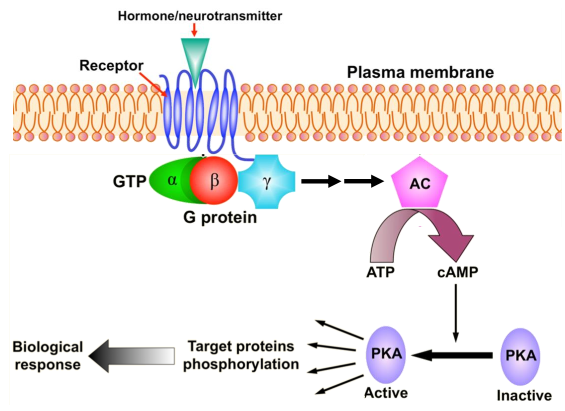 Hormone/neurotransmitter
Receptor
Plasma membrane
GTP
α
β
γ
AC
G protein
ATP
cAMP
Biological
response
Target proteins
phosphorylation
PKA
Active
PKA
Inactive